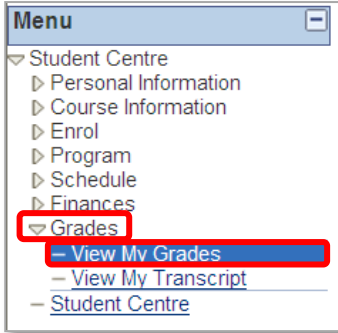 Menu
Student Centre
Personal Information
Course Information
Enrol
Program
Schedule
Finances
Grades
– View My Grades
– View My Transcript
– Student Centre